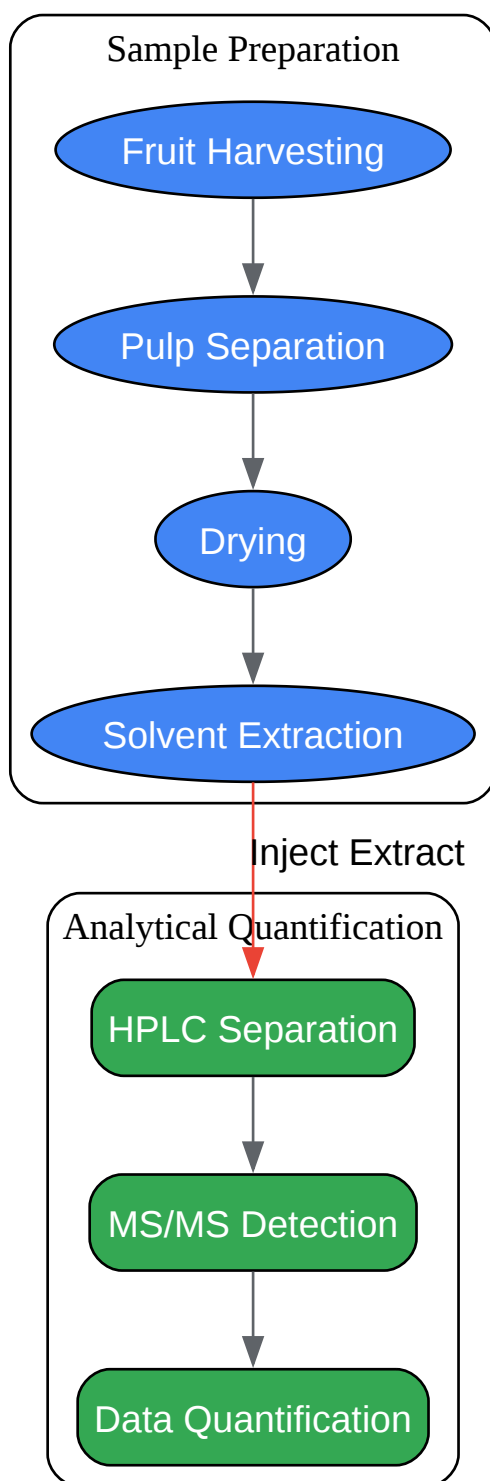 Sample Preparation
Fruit Harvesting
Pulp Separation
Drying
Solvent Extraction
Inject Extract
Analytical Quantification
HPLC Separation
MS/MS Detection
Data Quantification